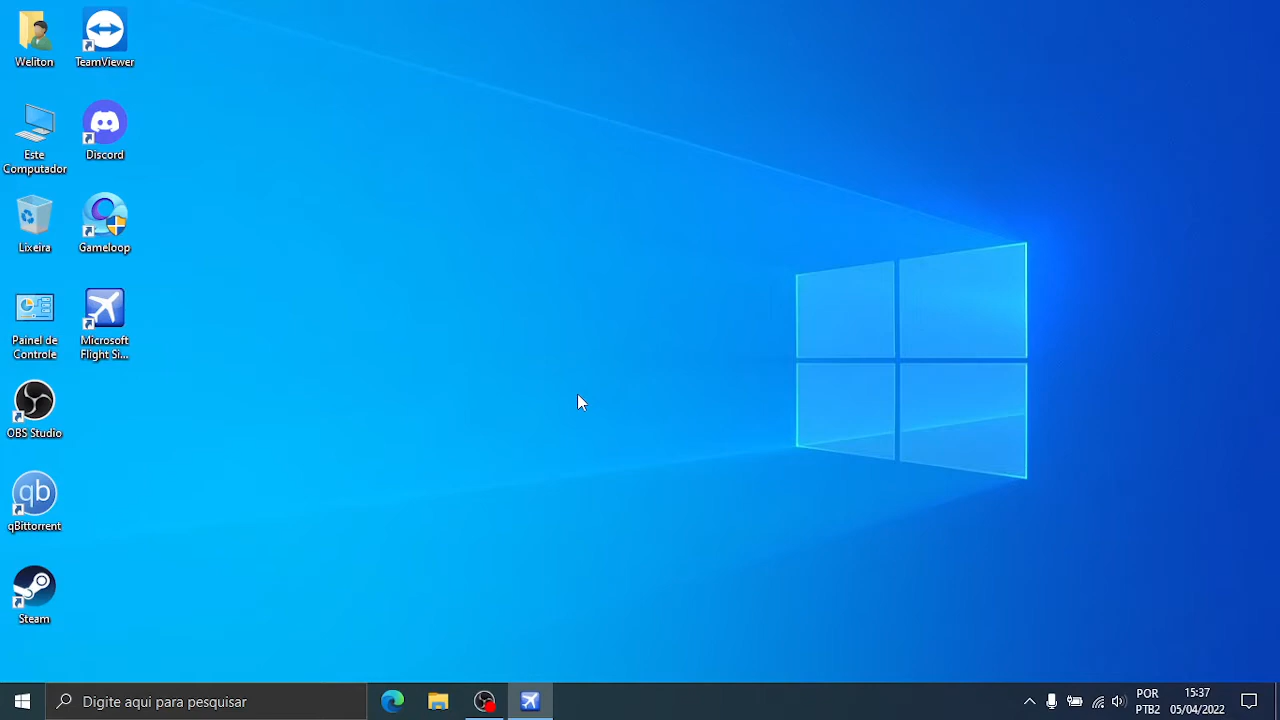 Weliton
TeamViewer
Este
Computador
Discord
Lixeira
Gameloop
Painel de
Controle
Microsoft
Flight Si...
OBS Studio
qb
qBittorrent
Steam
Digite aqui para pesquisar
POR
PTB2
15:37
05/04/2022